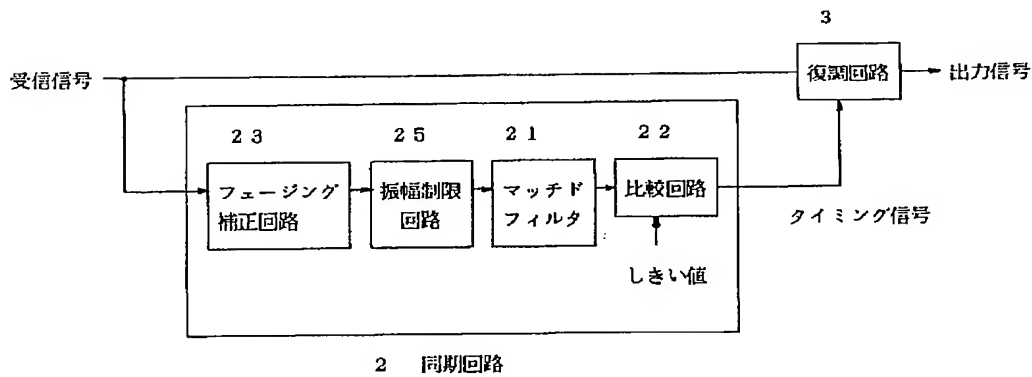 3
受信信号
復調回路
出力信号
23
25
21
22
フェージング
補正回路
振幅制限
回路
マッチド
フィルタ
比較回路
タイミング信号
しきい値
2 同期回路